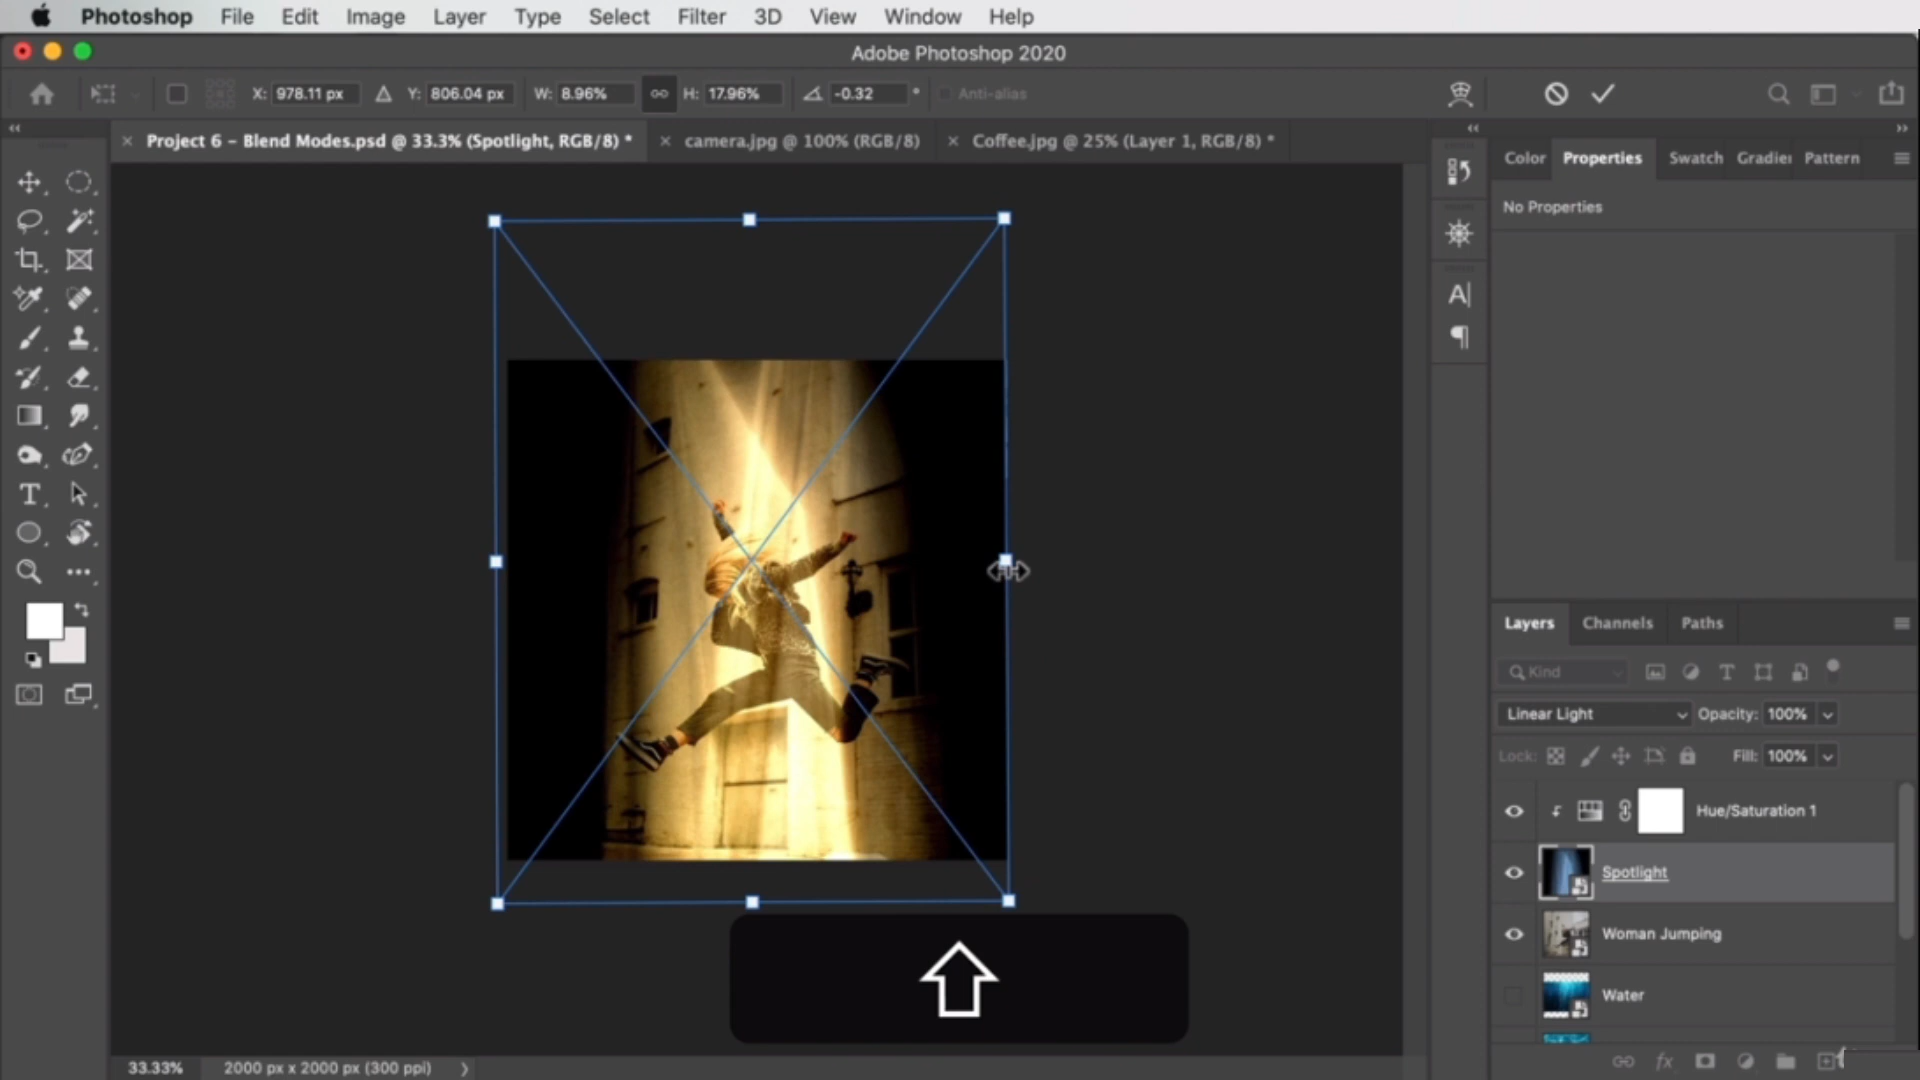 Photoshop File Edit Image Layer Type Select Filter 3D View Window Help
Adobe Photoshop 2020
X: 978.11 px Y: 806.04 px W: 8.96% H: 17.96% -0.32 ° Anti-alias
Project 6 – Blend Modes.psd @ 33.3% (Spotlight, RGB/8) * camera.jpg @ 100% (RGB/8) Coffee.jpg @ 25% (Layer 1, RGB/8) *
Color Properties Swatch Gradie Pattern
No Properties
Layers Channels Paths
Kind
Linear Light Opacity: 100%
Lock: Fill: 100%
Hue/Saturation 1
Spotlight
Woman Jumping
Water
fx
33.33% 2000 px x 2000 px (300 ppi)